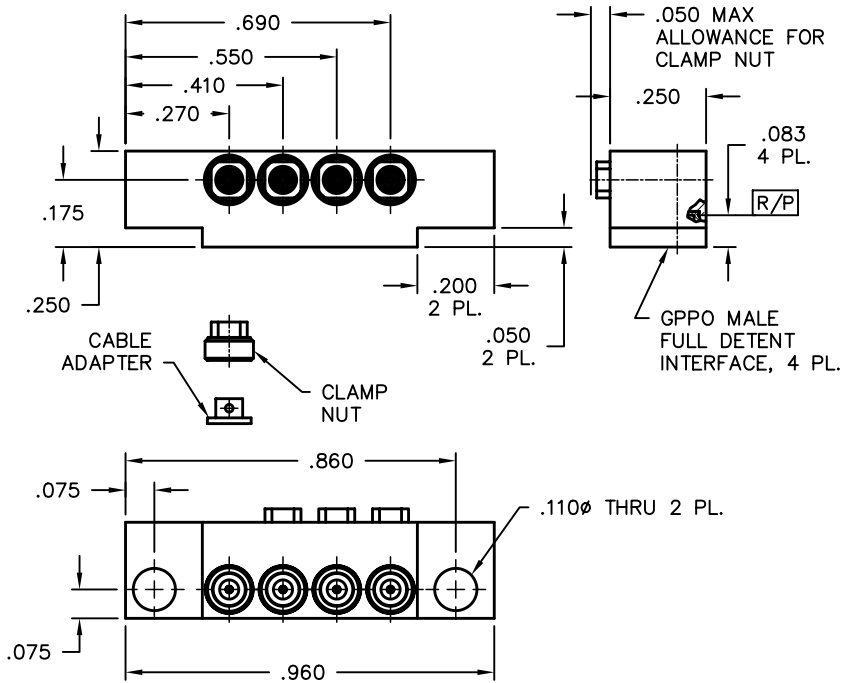 .690
.550
.410
.270
.050 MAX
ALLOWANCE FOR
CLAMP NUT
.250
.083
4 PL.
.175
R/P
.250
.200
2 PL.
.050
2 PL.
GPPO MALE
FULL DETENT
INTERFACE, 4 PL.
CABLE
ADAPTER
CLAMP
NUT
.860
.075
.110ø THRU 2 PL.
.075
.960